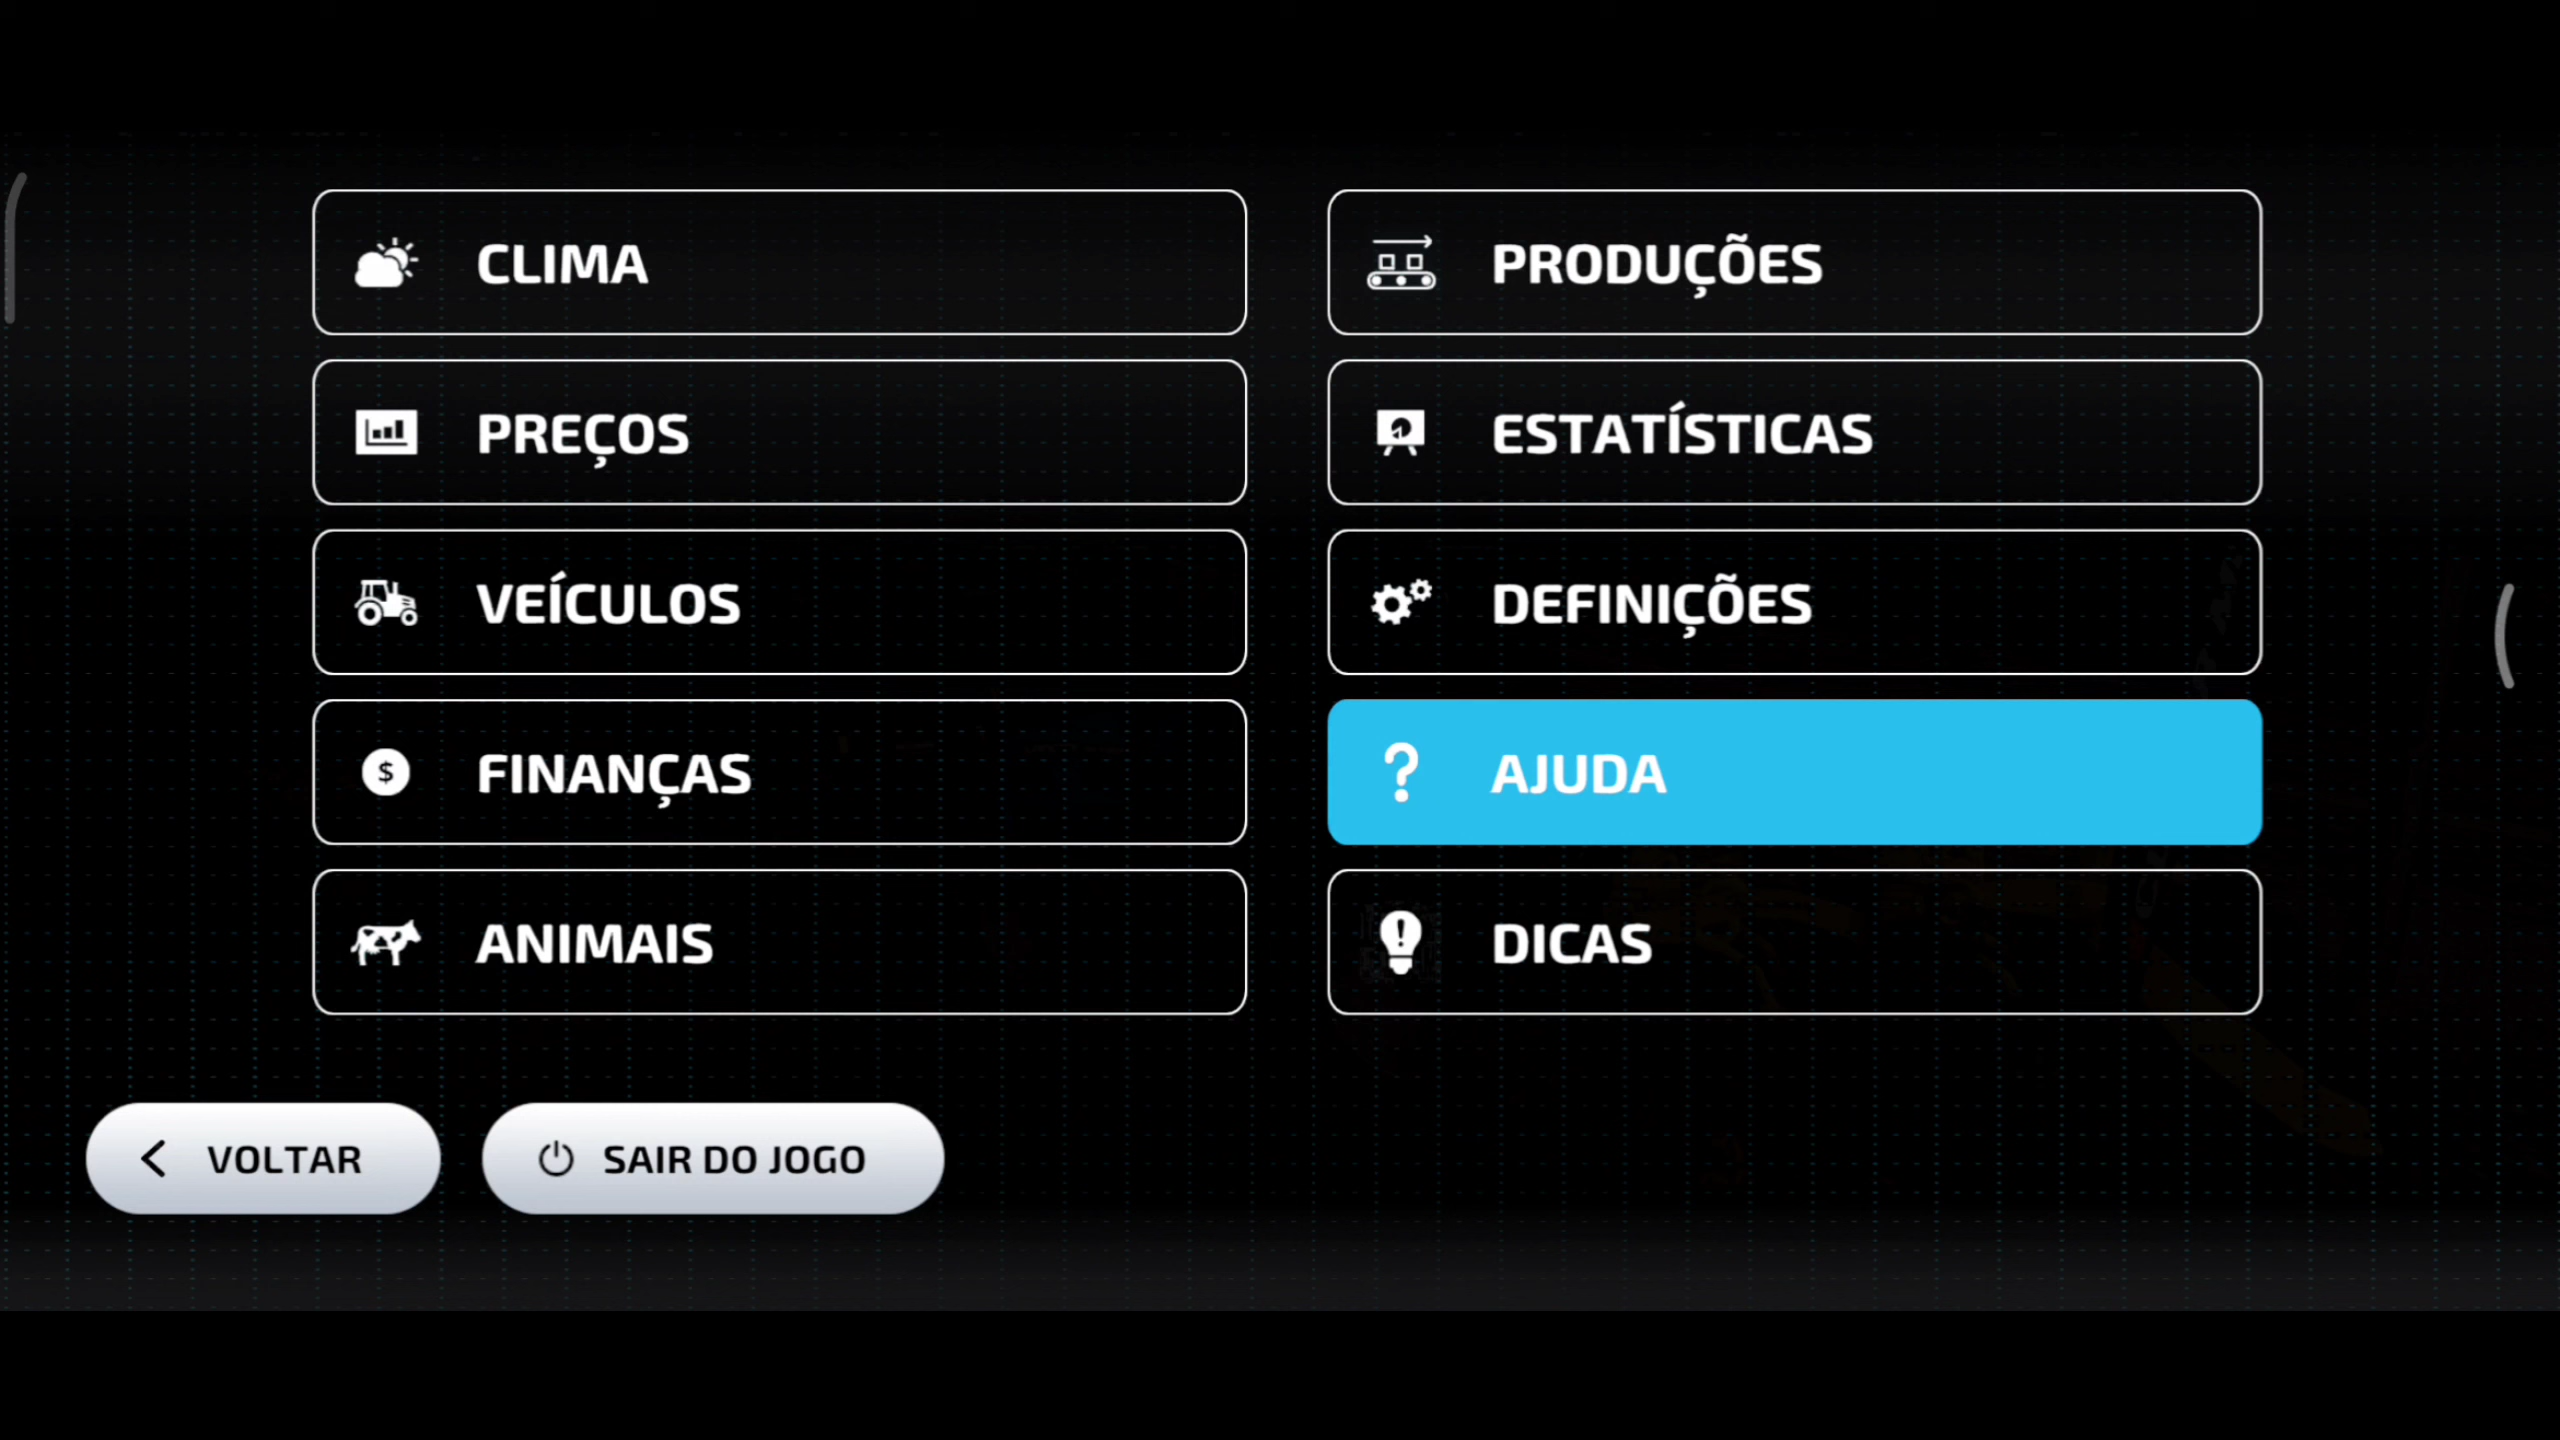 CLIMA
PREÇOS
VEÍCULOS
FINANÇAS
$
ANIMAIS
PRODUÇÕES
ESTATÍSTICAS
DEFINIÇÕES
? AJUDA
DICAS
VOLTAR
SAIR DO JOGO